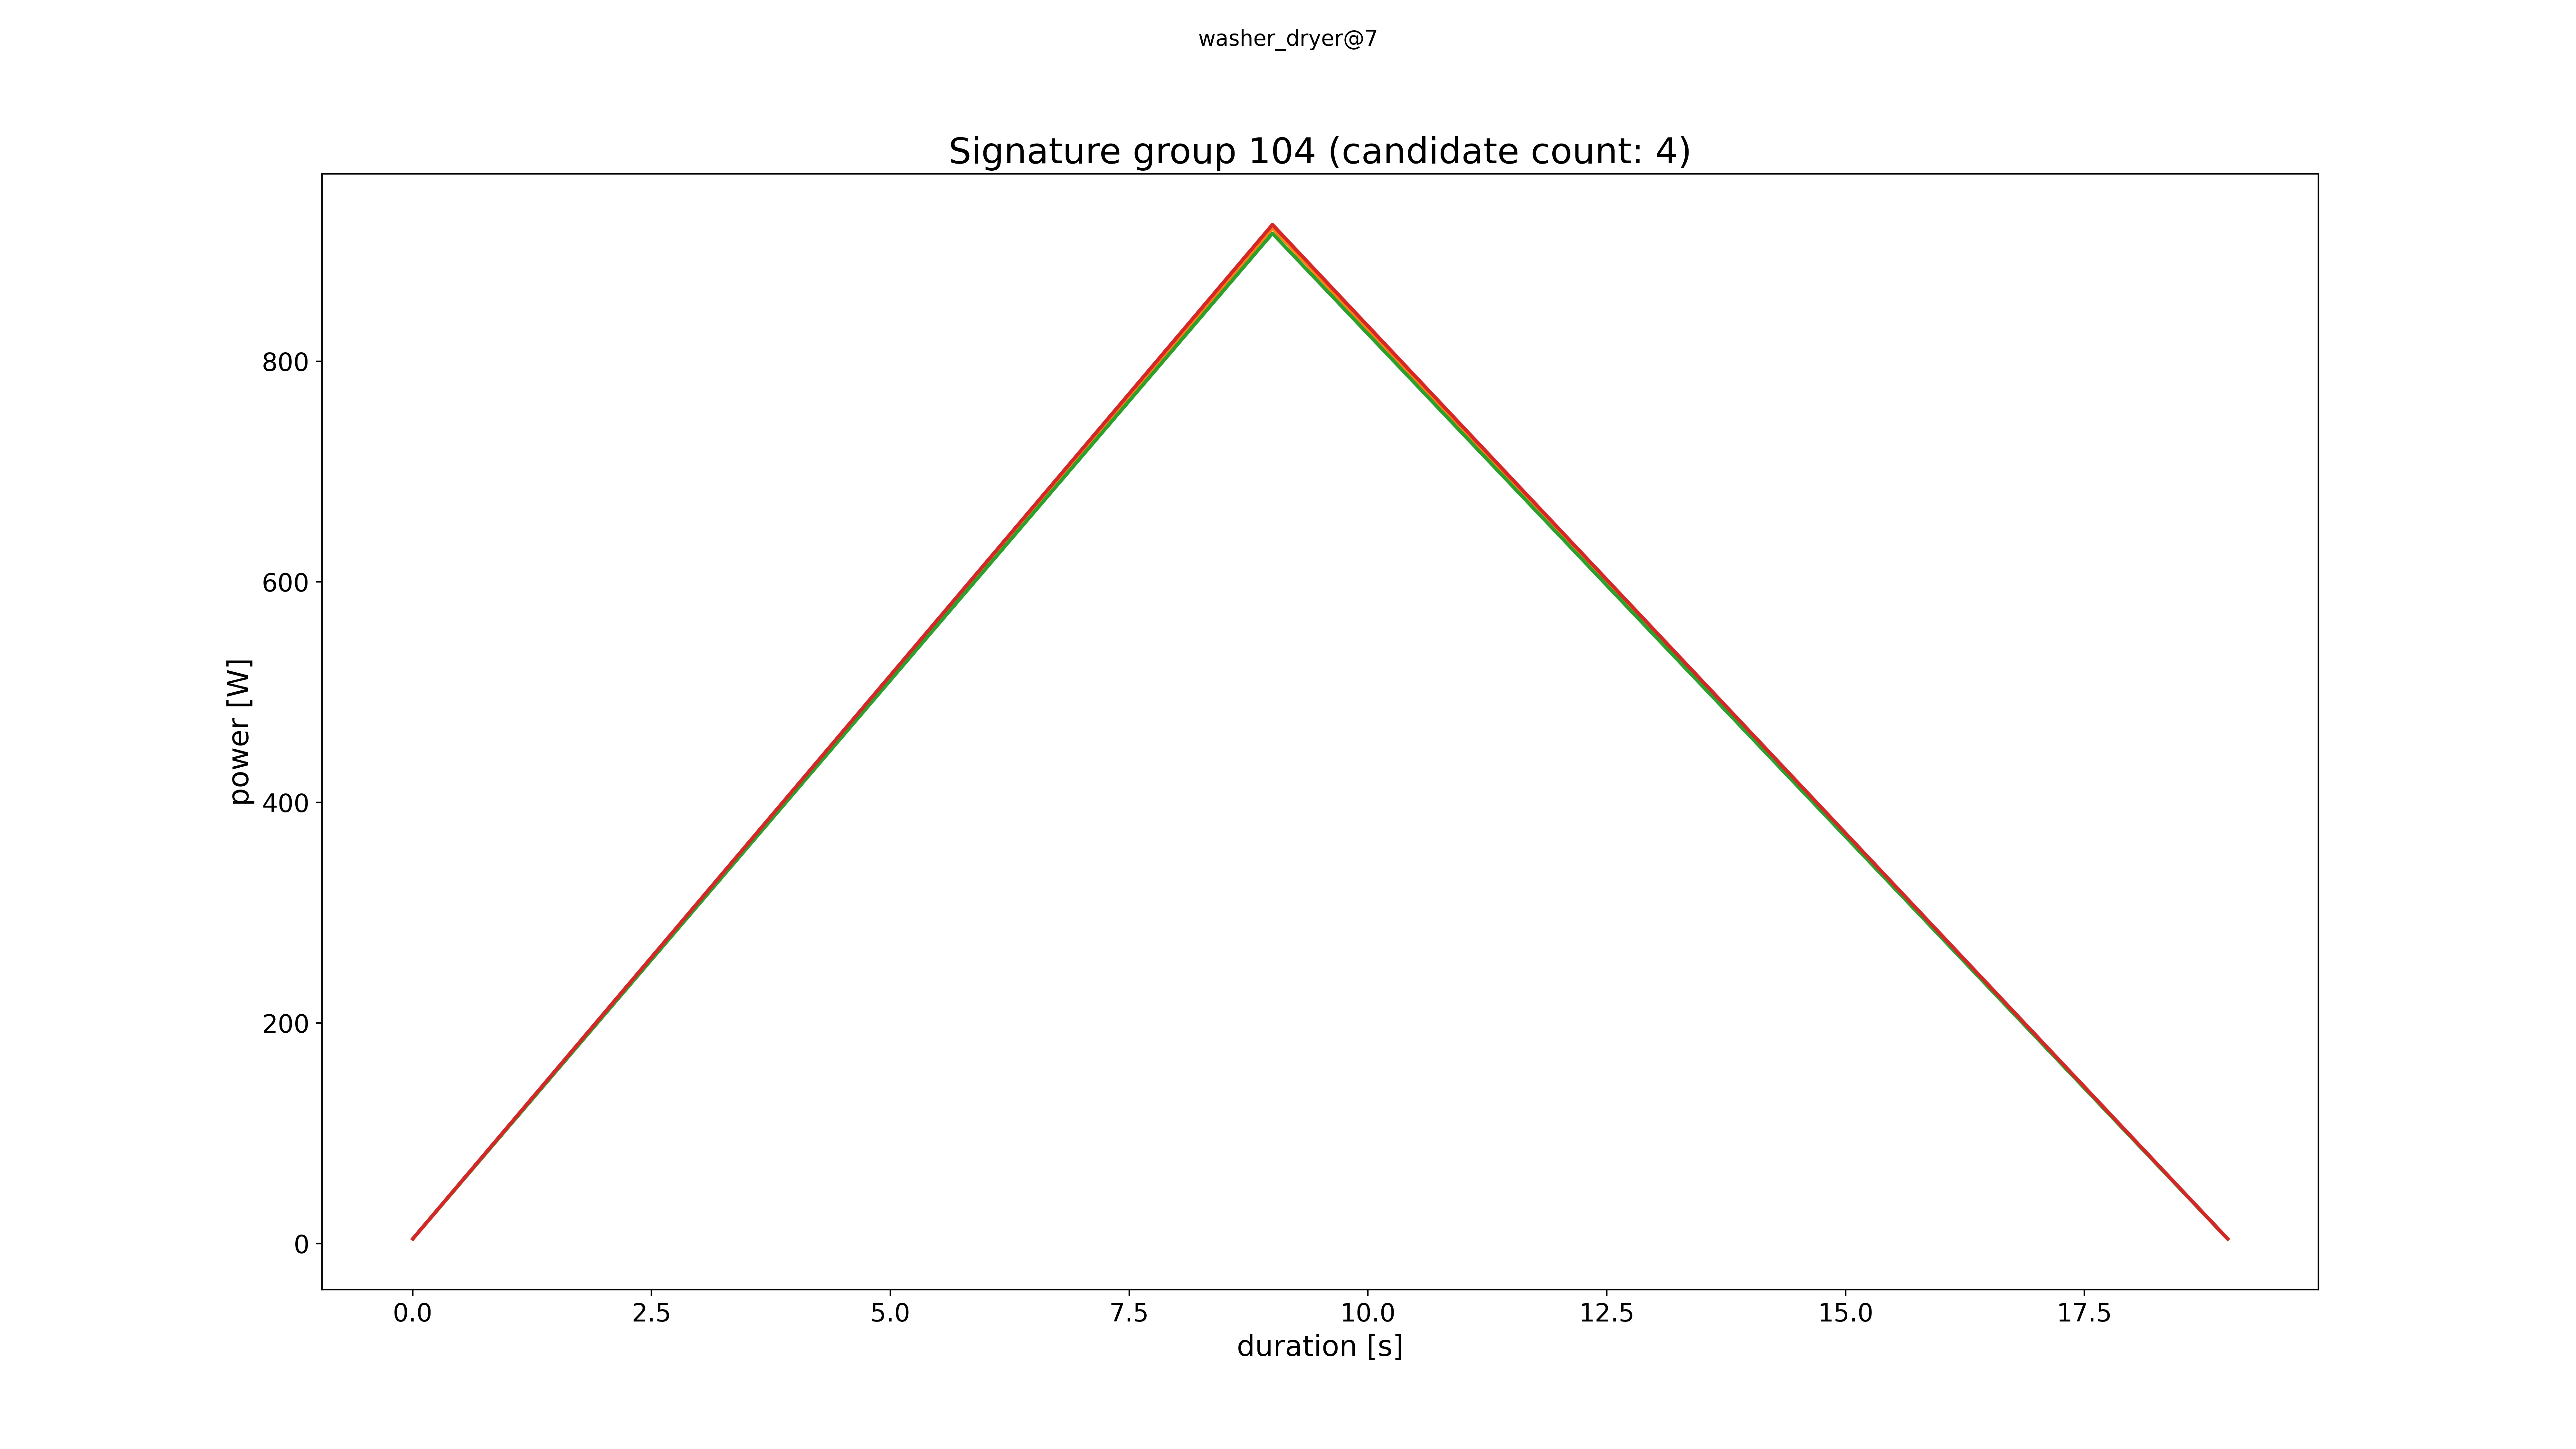 washer_dryer@7
Signature group 104 (candidate count: 4)
800
600
400
200
0
power [W]
0.0 2.5 5.0 7.5 10.0 12.5 15.0 17.5
duration [s]